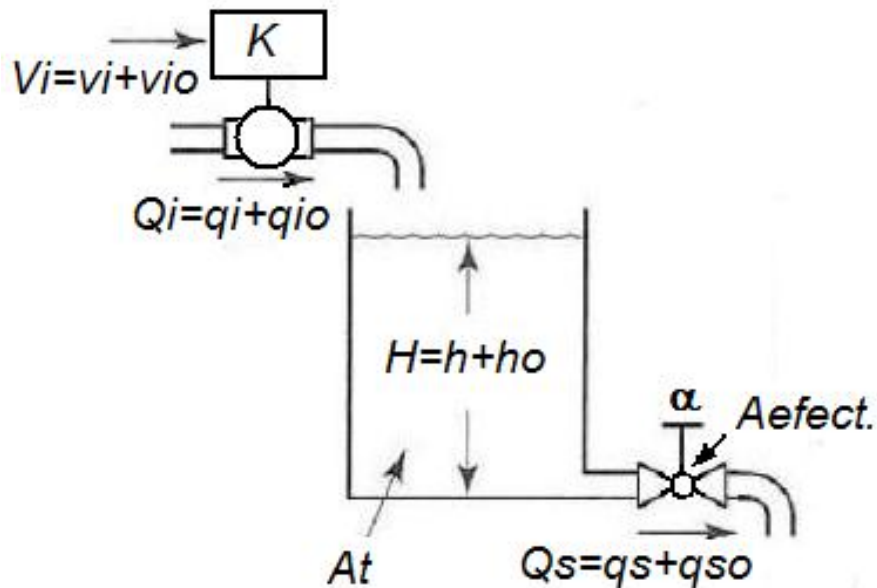 K
Vi=vi+vio
Qi=qi+qio
H=h+ho
α
Aefect.
At
Qs=qs+qso